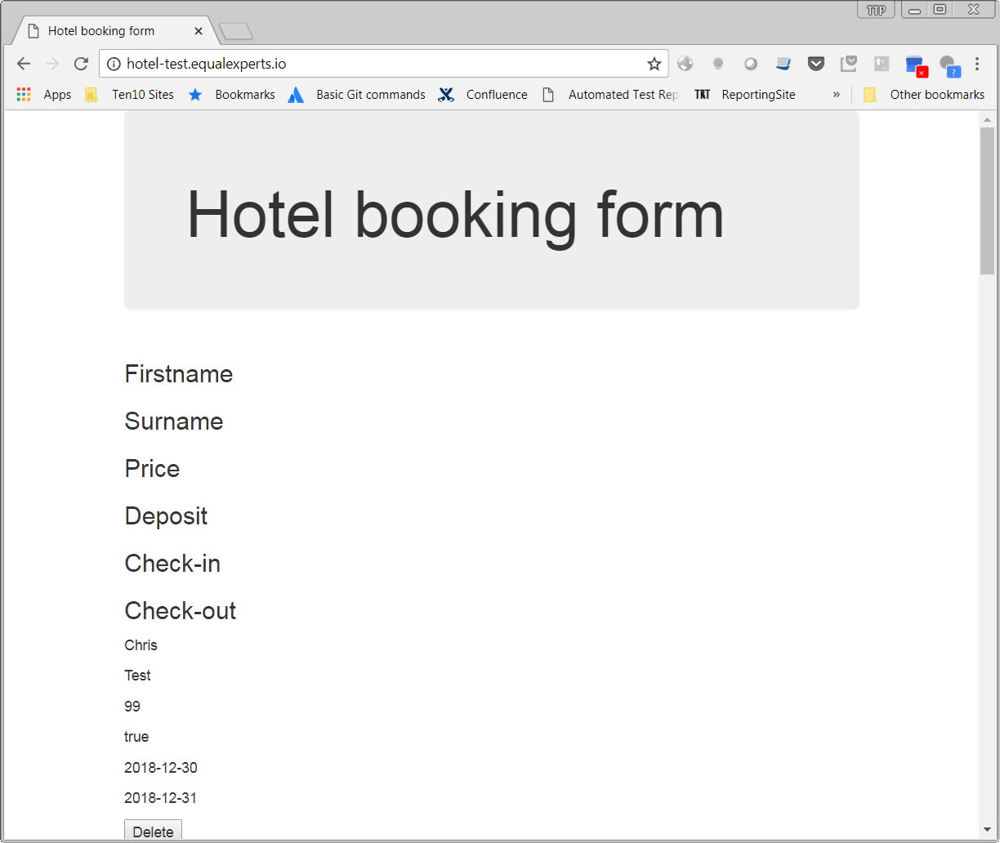 TTP
Hotel booking form
hotel-test.equalexperts.io
Apps Ten10 Sites Bookmarks Basic Git commands Confluence Automated Test Rep TRT ReportingSite » Other bookmarks
Hotel booking form
Firstname
Surname
Price
Deposit
Check-in
Check-out
Chris
Test
99
true
2018-12-30
2018-12-31
Delete